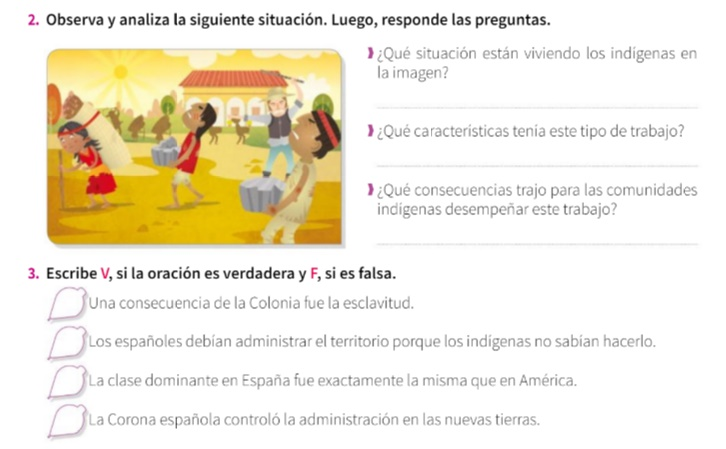 2. Observa y analiza la siguiente situación. Luego, responde las preguntas.
¿Qué situación están viviendo los indígenas en
la imagen?
¿Qué características tenía este tipo de trabajo?
¿Qué consecuencias trajo para las comunidades
indígenas desempeñar este trabajo?
3. Escribe V, si la oración es verdadera y F, si es falsa.
Una consecuencia de la Colonia fue la esclavitud.
Los españoles debían administrar el territorio porque los indígenas no sabían hacerlo.
La clase dominante en España fue exactamente la misma que en América.
La Corona española controló la administración en las nuevas tierras.